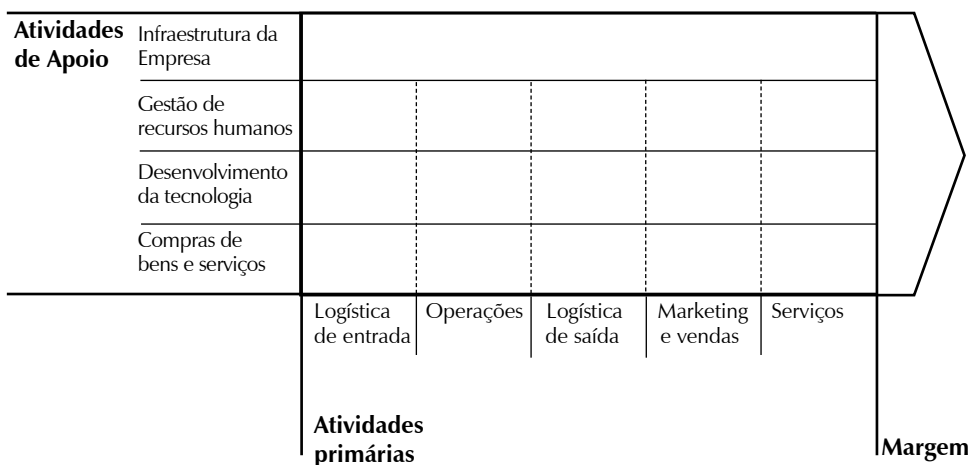 Atividades
de Apoio
Infraestrutura da
Empresa
Gestão de
recursos humanos
Desenvolvimento
da tecnologia
Compras de
bens e serviços
Logística
de entrada
Operações
Logística
de saída
Marketing
e vendas
Serviços
Atividades
primárias
Margem